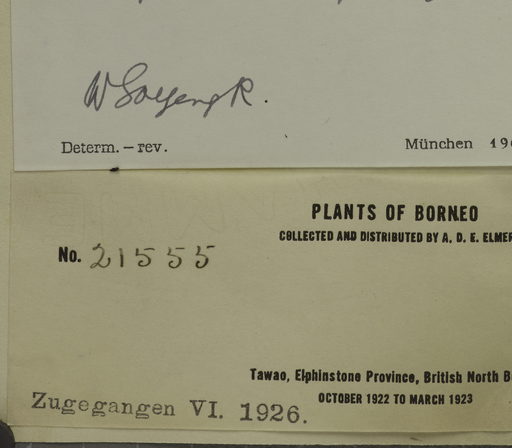 Determ. — rev.
München 19
PLANTS OF BORNEO
COLLECTED AND DISTRIBUTED BY A. D. E. ELMER
No. 21555
Tawao, Elphinstone Province, British North B
OCTOBER 1922 TO MARCH 1923
Zugegangen VI. 1926.